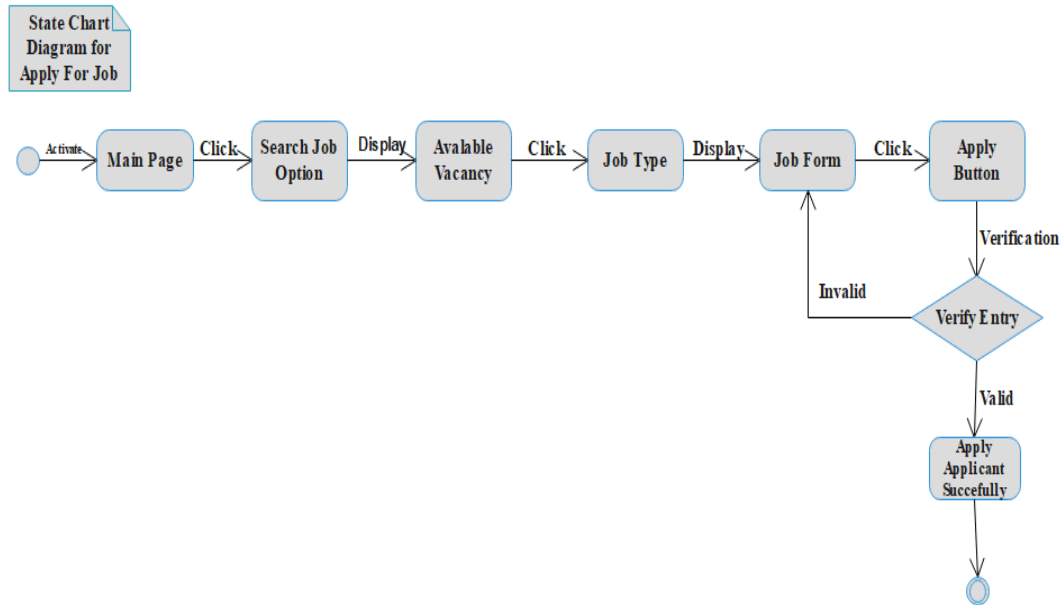 State Chart
Diagram for
Apply For Job
Activate
Main Page
Click
Search Job
Option
Display
Avalable
Vacancy
Click
Job Type
Display
Job Form
Click
Apply
Button
Verification
Invalid
Verify Entry
Valid
Apply
Applicant
Succefully